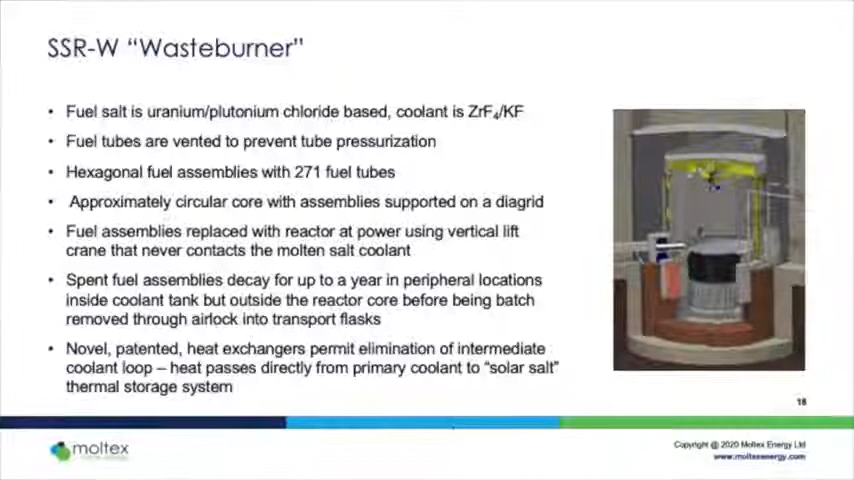 SSR-W “Wasteburner”
• Fuel salt is uranium/plutonium chloride based, coolant is ZrF₄/KF
• Fuel tubes are vented to prevent tube pressurization
• Hexagonal fuel assemblies with 271 fuel tubes
• Approximately circular core with assemblies supported on a diagrid
• Fuel assemblies replaced with reactor at power using vertical lift
crane that never contacts the molten salt coolant
• Spent fuel assemblies decay for up to a year in peripheral locations
inside coolant tank but outside the reactor core before being batch
removed through airlock into transport flasks
• Novel, patented, heat exchangers permit elimination of intermediate
coolant loop – heat passes directly from primary coolant to “solar salt”
thermal storage system
18
moltex
Copyright @ 2020 Moltex Energy Ltd
www.moltexenergy.com